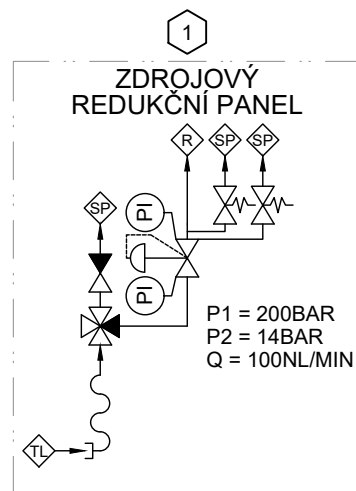 1
ZDROJOVÝ
REDUKČNÍ PANEL
R
SP
SP
SP
PI
PI
P1 = 200BAR
P2 = 14BAR
Q = 100NL/MIN
TL